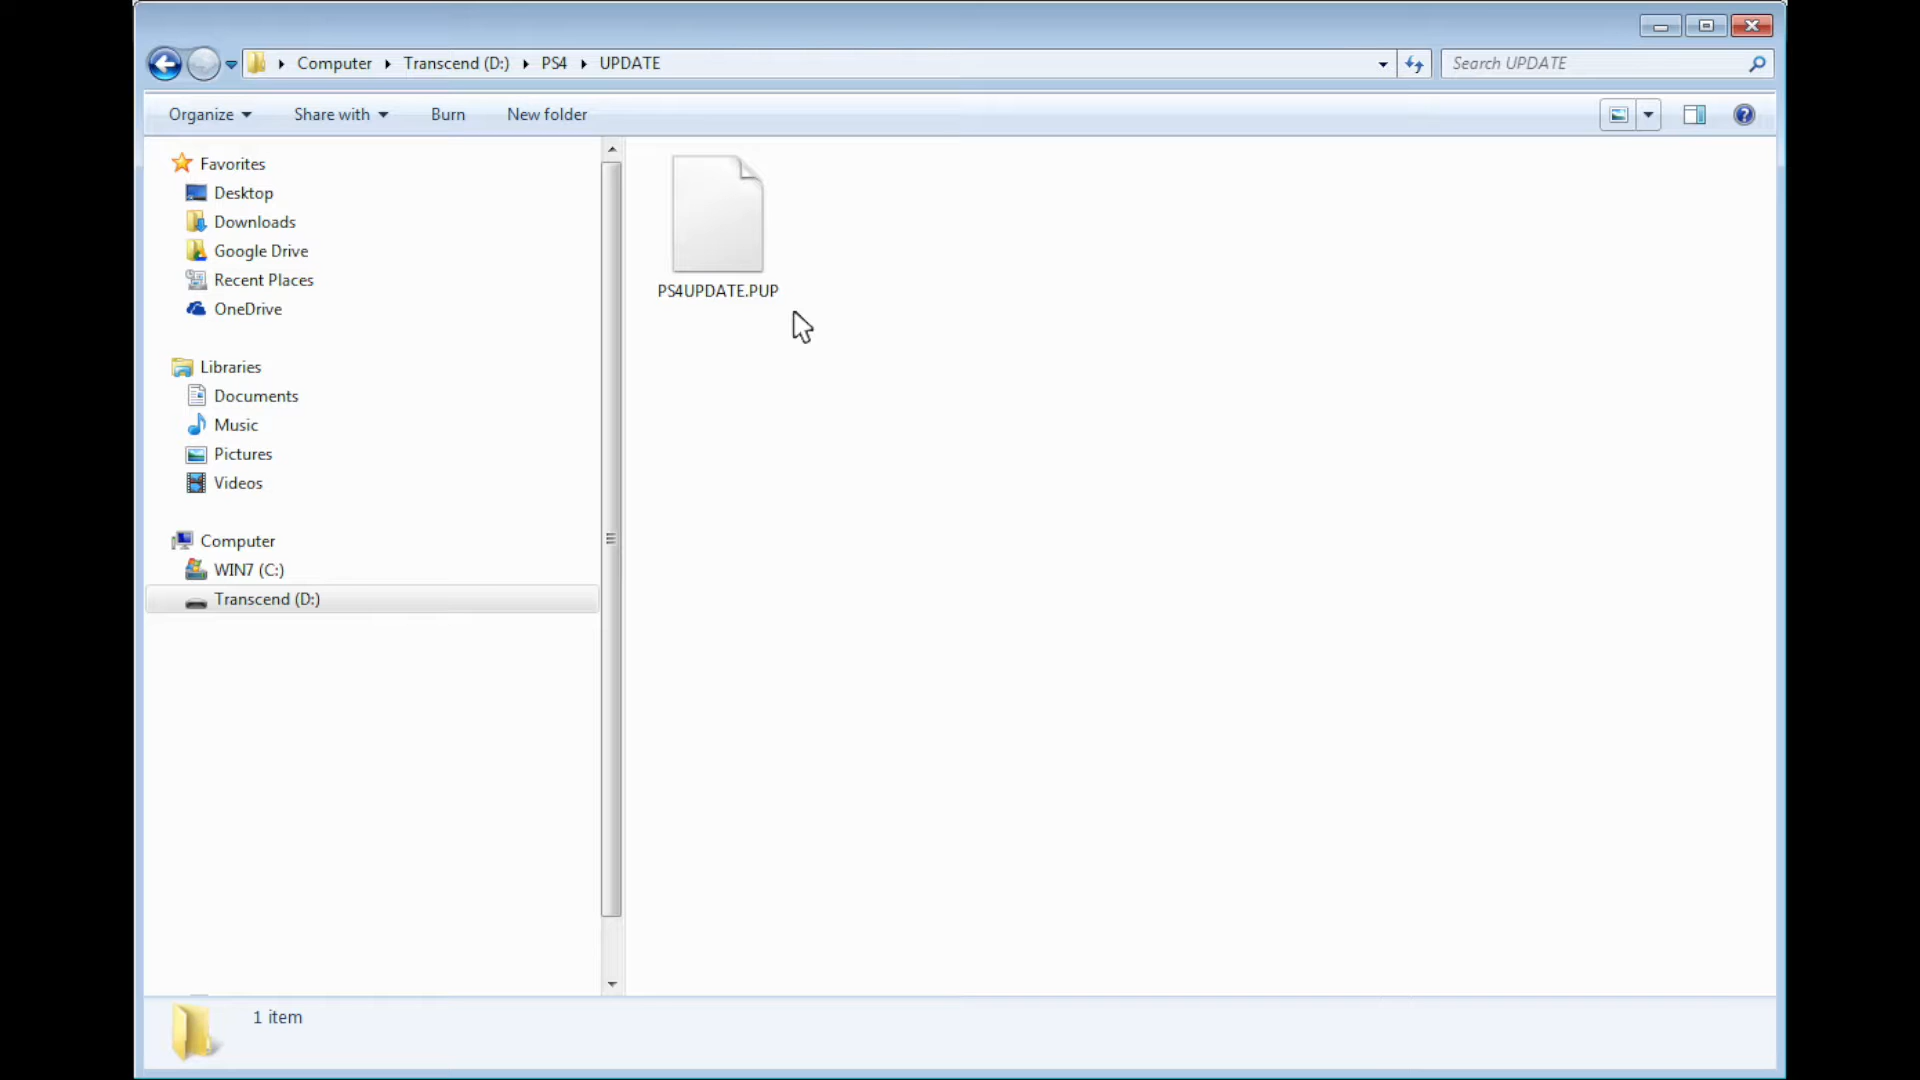 Computer Transcend (D:) PS4 UPDATE
Search UPDATE
Organize Share with Burn New folder
Favorites
Desktop
Downloads
Google Drive
Recent Places
OneDrive
Libraries
Documents
Music
Pictures
Videos
Computer
WIN7 (C:)
Transcend (D:)
PS4UPDATE.PUP
1 item